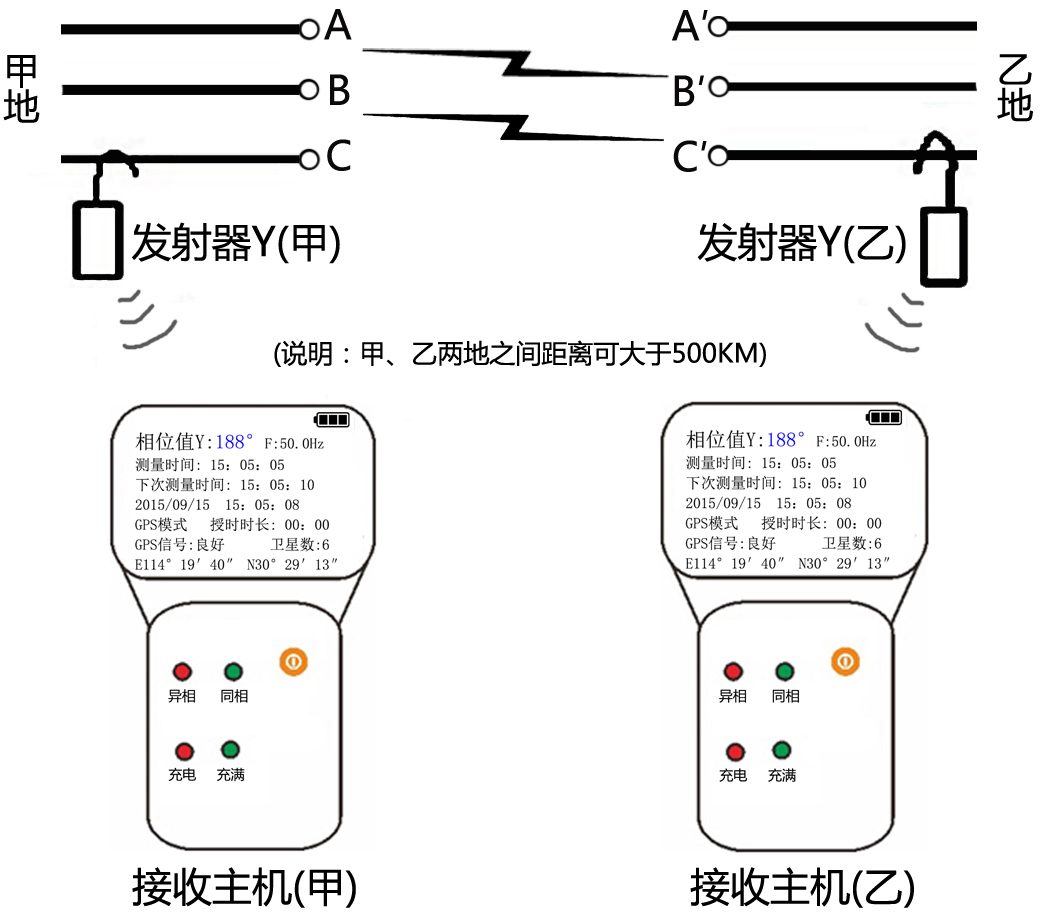 A
A′
甲地
乙地
B
B′
C
C′
发射器Y(甲)
发射器Y(乙)
(说明：甲、乙两地之间距离可大于500KM)
相位值Y:188° F:50.0Hz
测量时间: 15: 05: 05
下次测量时间: 15: 05: 10
2015/09/15 15: 05: 08
GPS模式 授时时长: 00: 00
GPS信号:良好 卫星数:6
E114° 19′ 40″ N30° 29′ 13″
异相 同相
充电 充满
接收主机(甲)
相位值Y:188° F:50.0Hz
测量时间: 15: 05: 05
下次测量时间: 15: 05: 10
2015/09/15 15: 05: 08
GPS模式 授时时长: 00: 00
GPS信号:良好 卫星数:6
E114° 19′ 40″ N30° 29′ 13″
异相 同相
充电 充满
接收主机(乙)